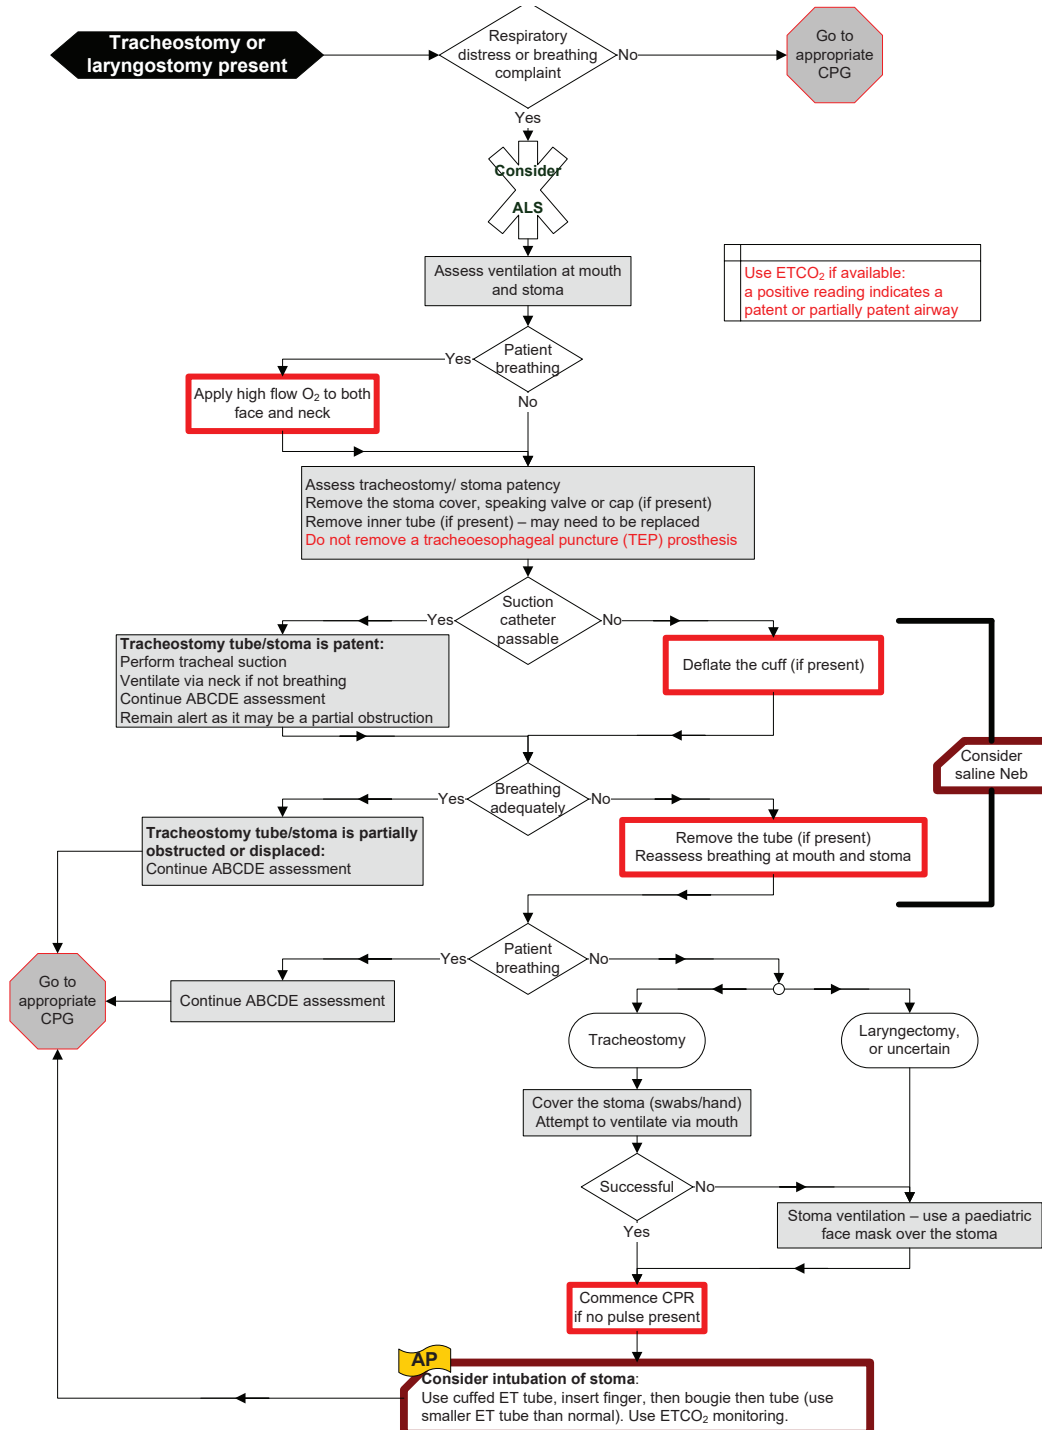 Tracheostomy or
laryngostomy present
Respiratory
distress or breathing
complaint
No
Go to
appropriate
CPG
Yes
Consider
ALS
Assess ventilation at mouth
and stoma
Use ETCO₂ if available:
a positive reading indicates a
patent or partially patent airway
Patient
breathing
Yes
Apply high flow O₂ to both
face and neck
No
Assess tracheostomy/ stoma patency
Remove the stoma cover, speaking valve or cap (if present)
Remove inner tube (if present) – may need to be replaced
Do not remove a tracheoesophageal puncture (TEP) prosthesis
Suction
catheter
passable
Yes
No
Tracheostomy tube/stoma is patent:
Perform tracheal suction
Ventilate via neck if not breathing
Continue ABCDE assessment
Remain alert as it may be a partial obstruction
Deflate the cuff (if present)
Consider
saline Neb
Breathing
adequately
Yes
No
Tracheostomy tube/stoma is partially
obstructed or displaced:
Continue ABCDE assessment
Remove the tube (if present)
Reassess breathing at mouth and stoma
Patient
breathing
Yes
No
Go to
appropriate
CPG
Continue ABCDE assessment
Tracheostomy
Laryngectomy,
or uncertain
Cover the stoma (swabs/hand)
Attempt to ventilate via mouth
Successful
No
Yes
Stoma ventilation – use a paediatric
face mask over the stoma
Commence CPR
if no pulse present
AP
Consider intubation of stoma:
Use cuffed ET tube, insert finger, then bougie then tube (use
smaller ET tube than normal). Use ETCO₂ monitoring.